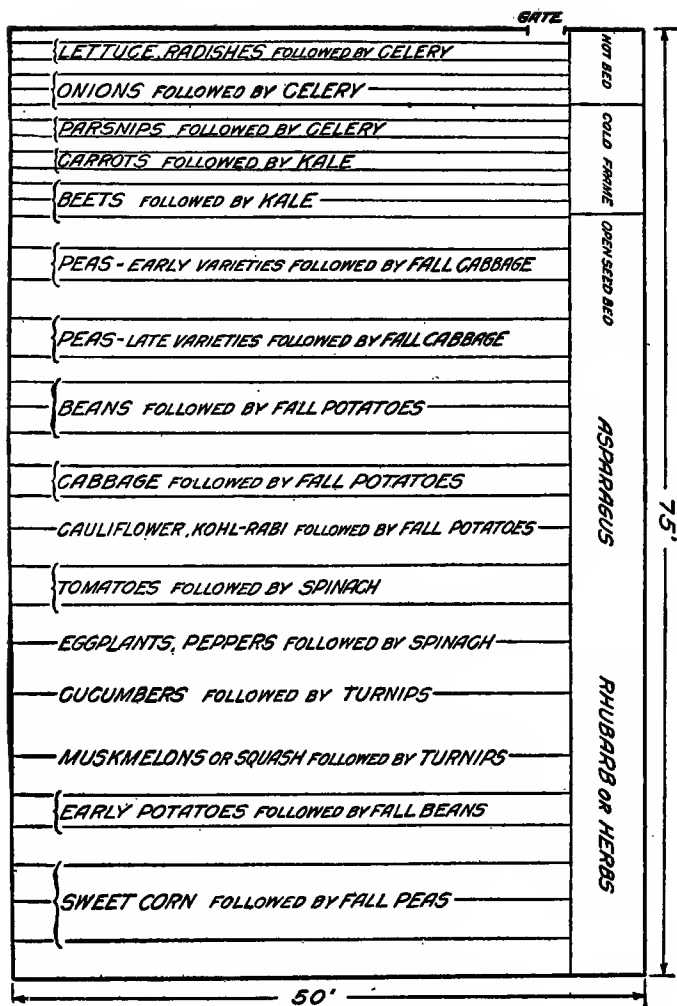 GATE
LETTUCE, RADISHES FOLLOWED BY CELERY
ONIONS FOLLOWED BY CELERY
PARSNIPS FOLLOWED BY CELERY
CARROTS FOLLOWED BY KALE
BEETS FOLLOWED BY KALE
PEAS - EARLY VARIETIES FOLLOWED BY FALL CABBAGE
PEAS - LATE VARIETIES FOLLOWED BY FALL CABBAGE
BEANS FOLLOWED BY FALL POTATOES
CABBAGE FOLLOWED BY FALL POTATOES
CAULIFLOWER, KOHL-RABI FOLLOWED BY FALL POTATOES
TOMATOES FOLLOWED BY SPINACH
EGGPLANTS, PEPPERS FOLLOWED BY SPINACH
CUCUMBERS FOLLOWED BY TURNIPS
MUSKMELONS OR SQUASH FOLLOWED BY TURNIPS
EARLY POTATOES FOLLOWED BY FALL BEANS
SWEET CORN FOLLOWED BY FALL PEAS
HOT BED
COLD FRAME
OPEN SEED BED
ASPARAGUS
RHUBARB OR HERBS
75'
50'